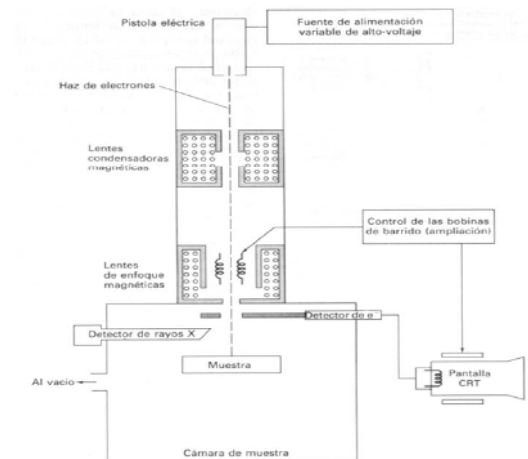 Pistola eléctrica
Fuente de alimentación
variable de alto-voltaje
Haz de electrones
Lentes
condensadoras
magnéticas
Control de las bobinas
de barrido (ampliación)
Lentes
de enfoque
magnéticas
Detector de e⁻
Detector de rayos X
Muestra
Pantalla
CRT
Al vacío
Cámara de muestra